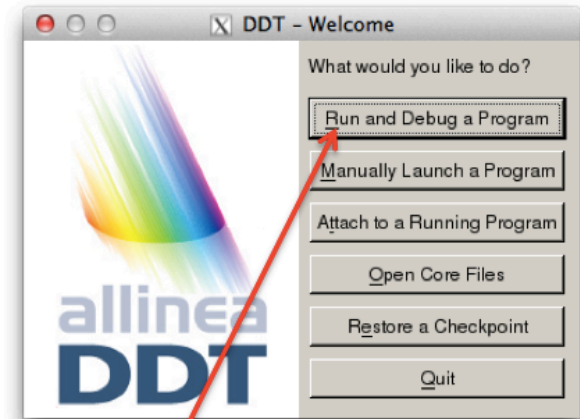 DDT - Welcome
What would you like to do?
Run and Debug a Program
Manually Launch a Program
Attach to a Running Program
Open Core Files
Restore a Checkpoint
Quit
allinea
DDT